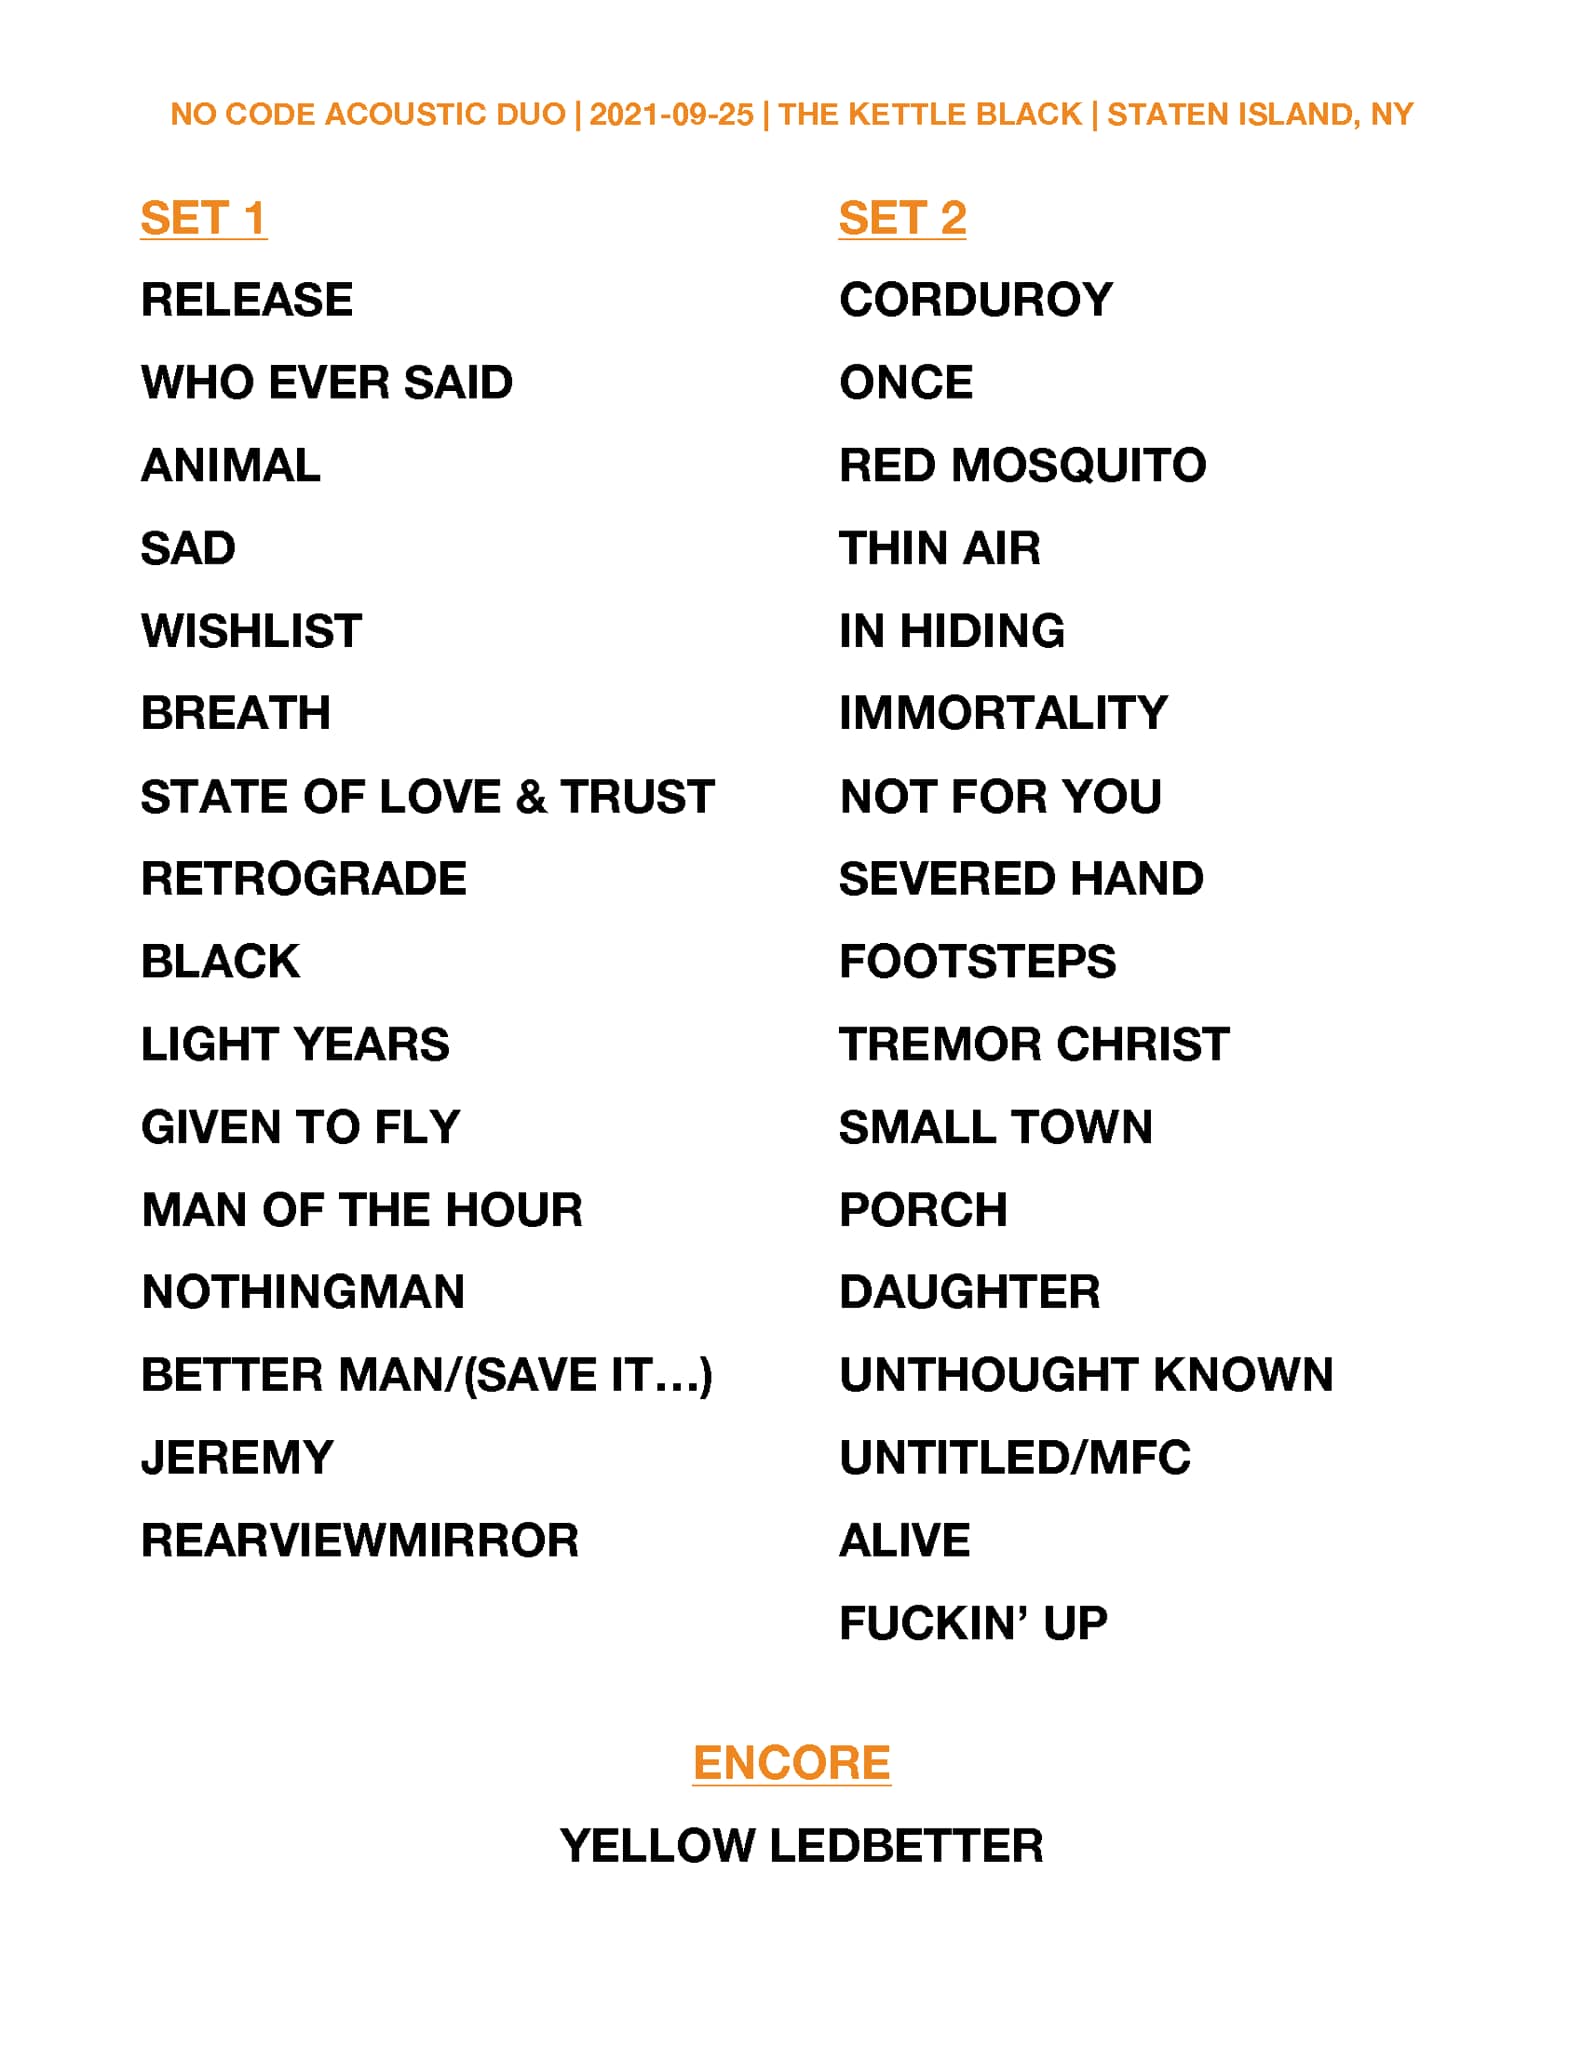 NO CODE ACOUSTIC DUO | 2021-09-25 | THE KETTLE BLACK | STATEN ISLAND, NY
SET 1
RELEASE
WHO EVER SAID
ANIMAL
SAD
WISHLIST
BREATH
STATE OF LOVE & TRUST
RETROGRADE
BLACK
LIGHT YEARS
GIVEN TO FLY
MAN OF THE HOUR
NOTHINGMAN
BETTER MAN/(SAVE IT…)
JEREMY
REARVIEWMIRROR
SET 2
CORDUROY
ONCE
RED MOSQUITO
THIN AIR
IN HIDING
IMMORTALITY
NOT FOR YOU
SEVERED HAND
FOOTSTEPS
TREMOR CHRIST
SMALL TOWN
PORCH
DAUGHTER
UNTHOUGHT KNOWN
UNTITLED/MFC
ALIVE
FUCKIN’ UP
ENCORE
YELLOW LEDBETTER